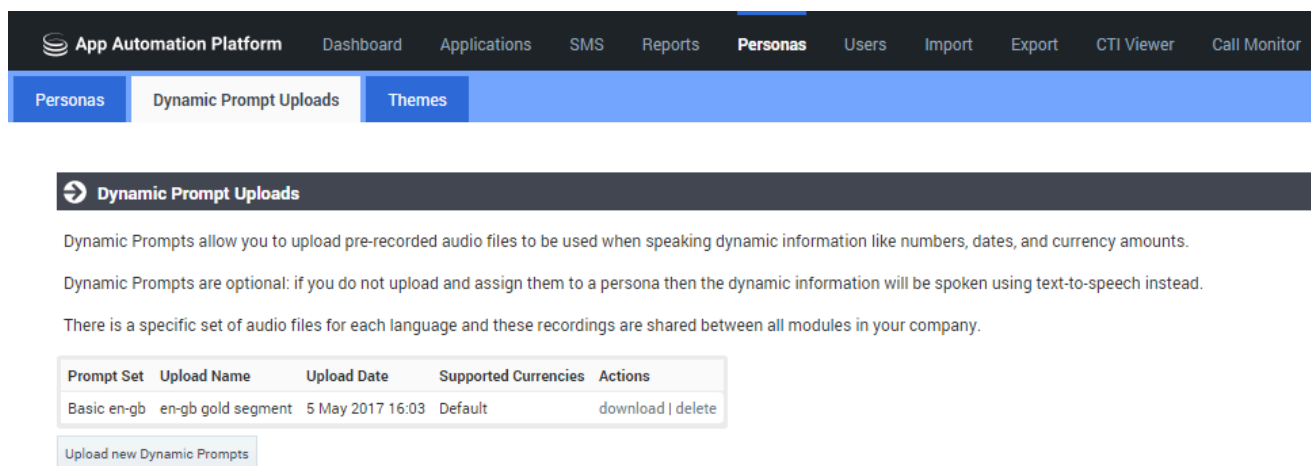 App Automation Platform Dashboard Applications SMS Reports Personas Users Import Export CTI Viewer Call Monitor
Personas Dynamic Prompt Uploads Themes
Dynamic Prompt Uploads
Dynamic Prompts allow you to upload pre-recorded audio files to be used when speaking dynamic information like numbers, dates, and currency amounts.
Dynamic Prompts are optional: if you do not upload and assign them to a persona then the dynamic information will be spoken using text-to-speech instead.
There is a specific set of audio files for each language and these recordings are shared between all modules in your company.
Prompt Set Upload Name Upload Date Supported Currencies Actions
Basic en-gb en-gb gold segment 5 May 2017 16:03 Default download | delete
Upload new Dynamic Prompts